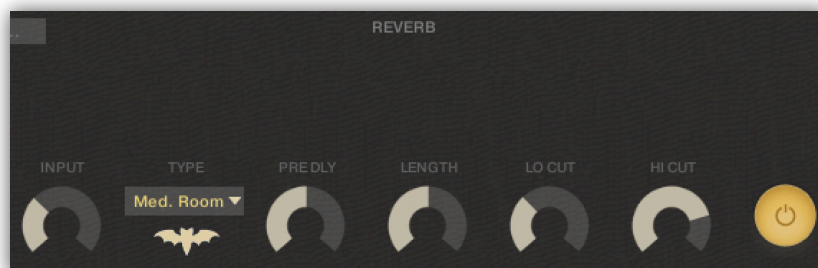 ..
REVERB
INPUT
TYPE
PRE DLY
LENGTH
LO CUT
HI CUT
Med. Room